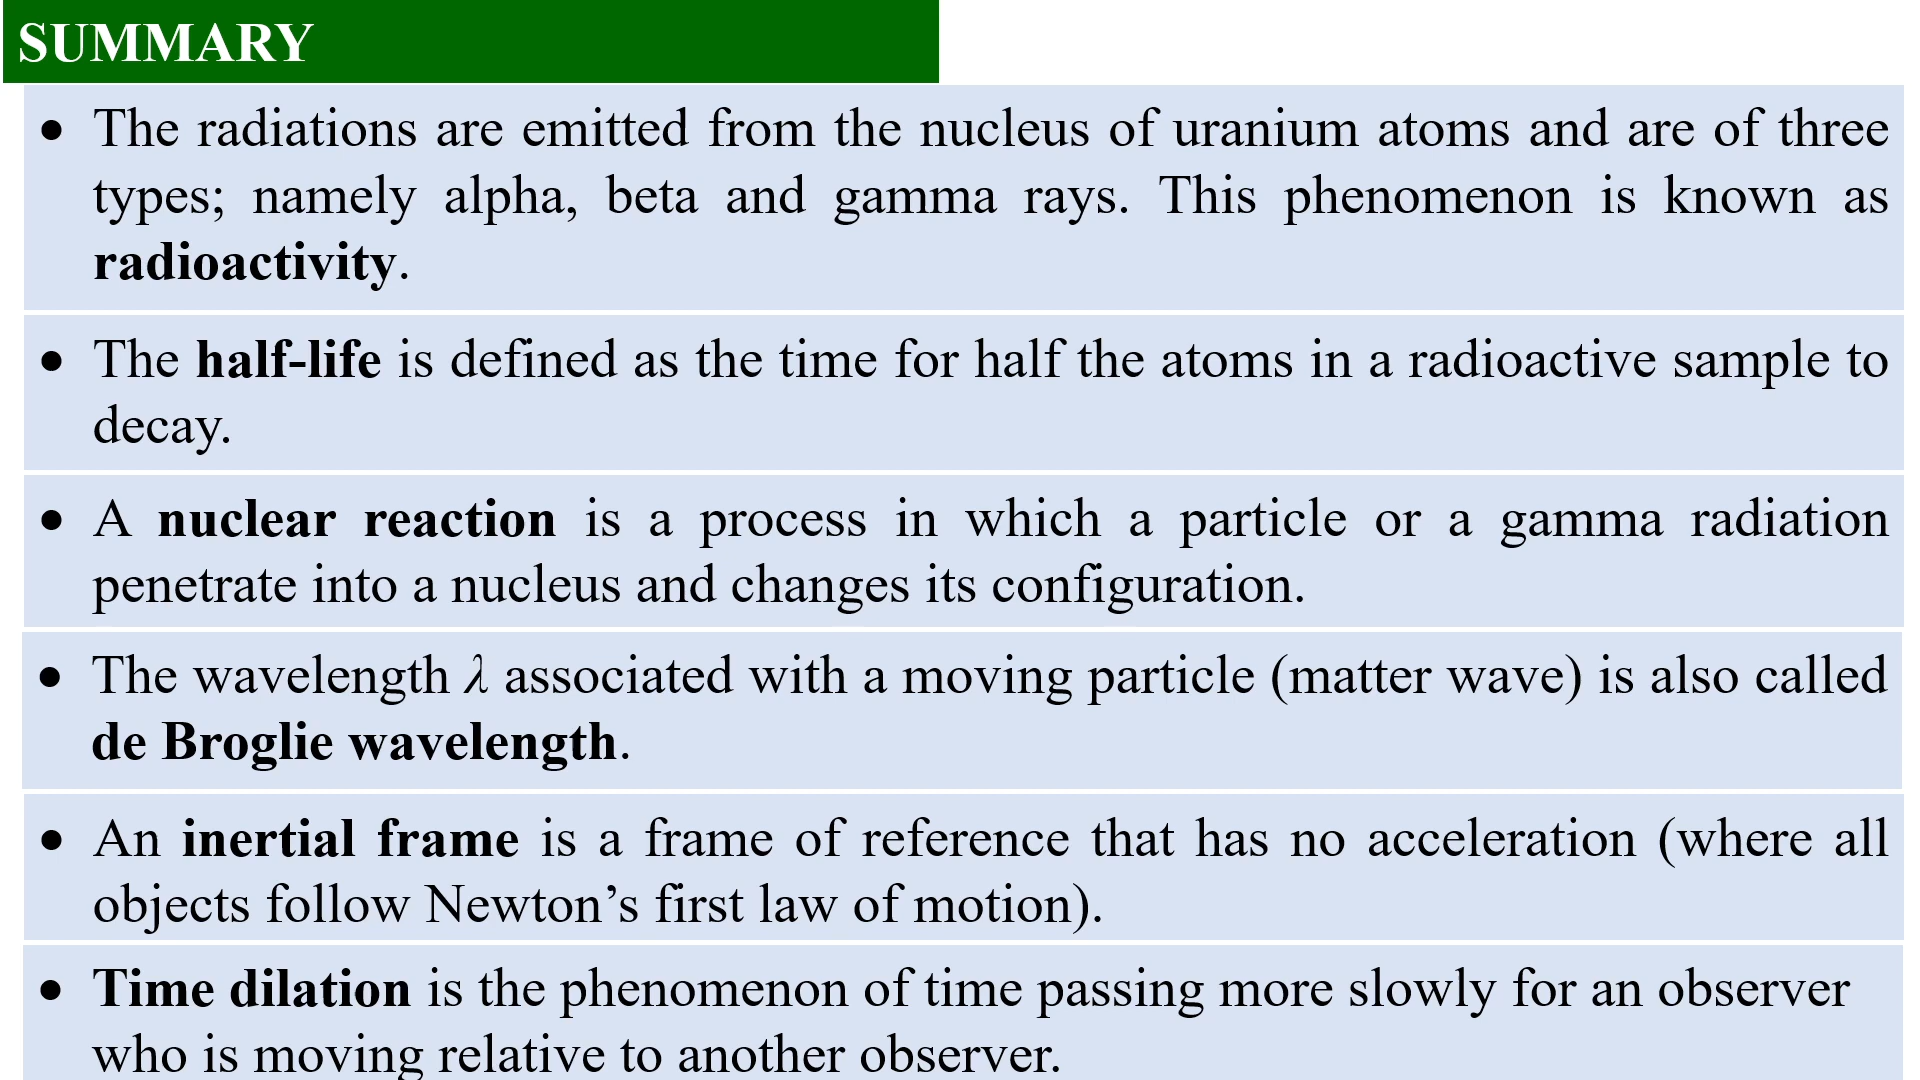 SUMMARY
• The radiations are emitted from the nucleus of uranium atoms and are of three
types; namely alpha, beta and gamma rays. This phenomenon is known as
radioactivity.
• The half-life is defined as the time for half the atoms in a radioactive sample to
decay.
• A nuclear reaction is a process in which a particle or a gamma radiation
penetrate into a nucleus and changes its configuration.
• The wavelength λ associated with a moving particle (matter wave) is also called
de Broglie wavelength.
• An inertial frame is a frame of reference that has no acceleration (where all
objects follow Newton’s first law of motion).
• Time dilation is the phenomenon of time passing more slowly for an observer
who is moving relative to another observer.